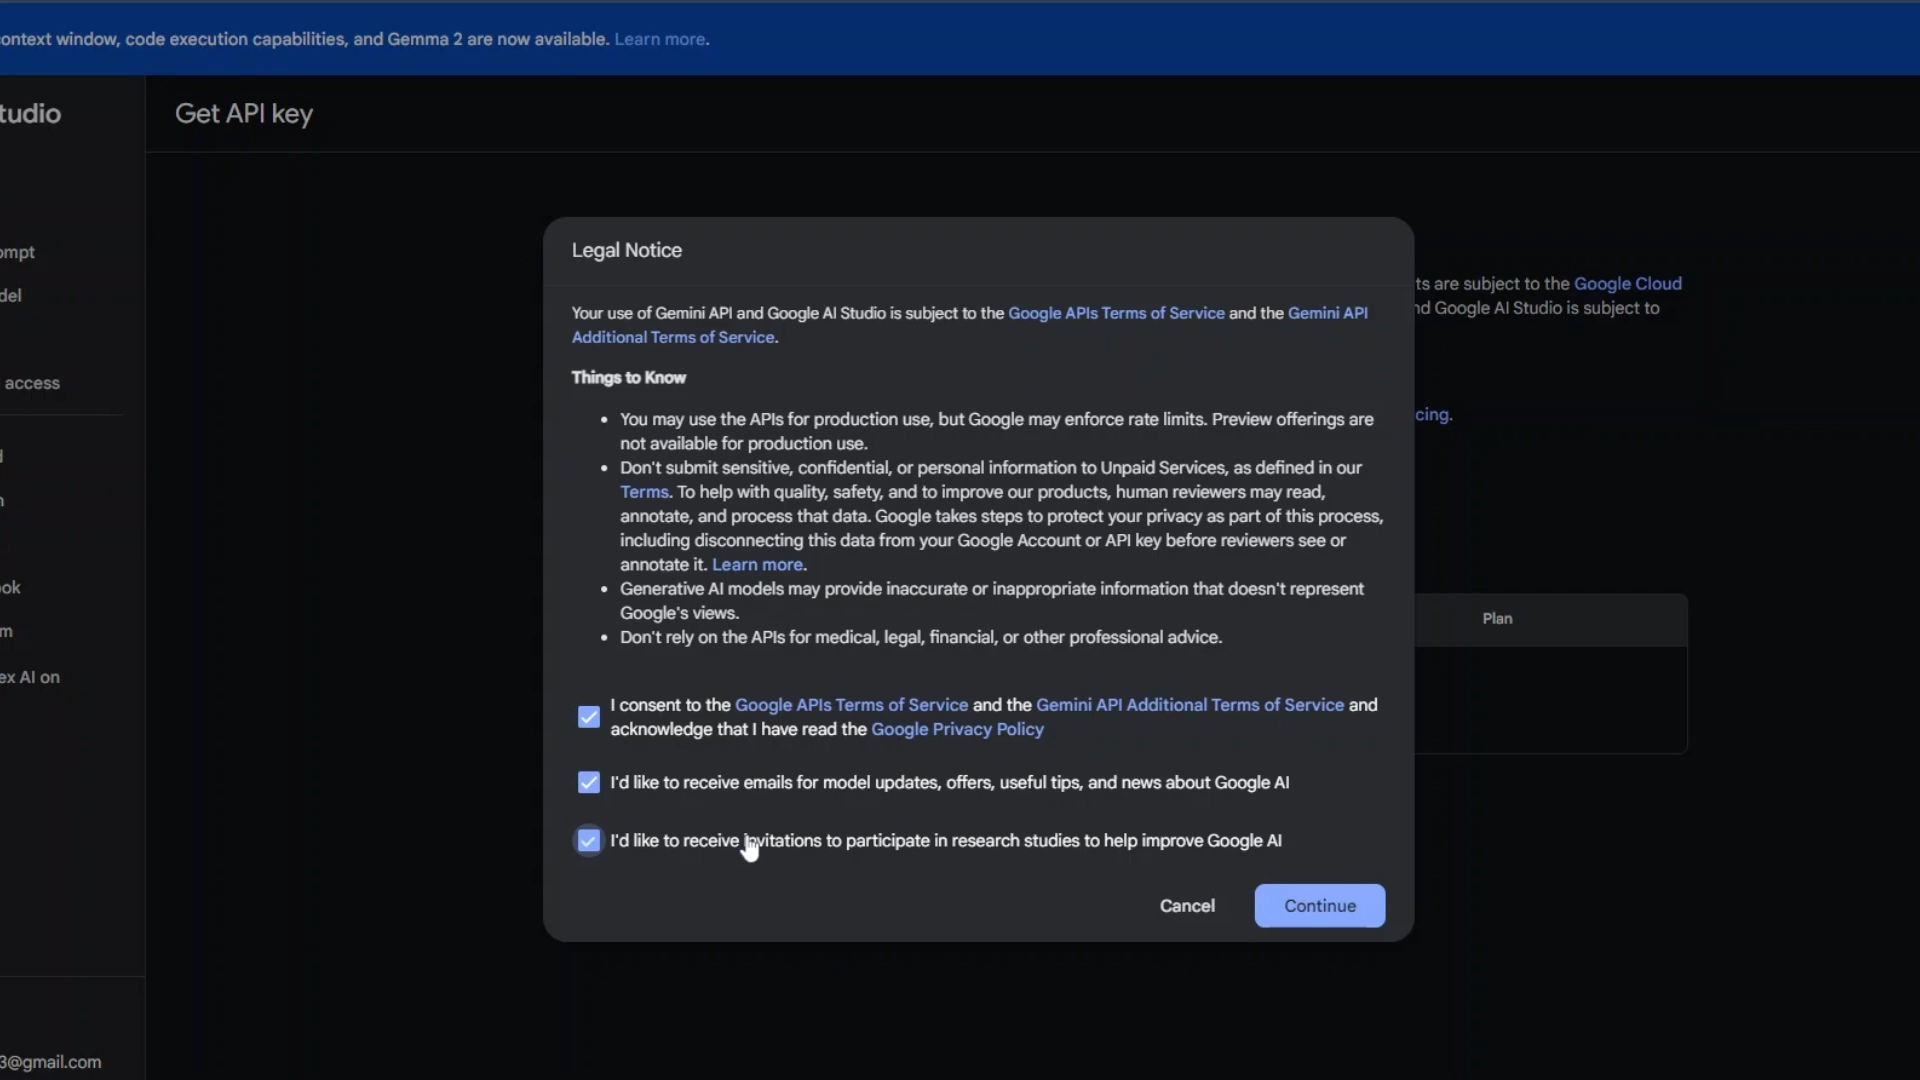 ontext window, code execution capabilities, and Gemma 2 are now available. Learn more.
tudio
Get API key
ompt
del
access
d
n
ok
m
ex AI on
3@gmail.com
Legal Notice
Your use of Gemini API and Google AI Studio is subject to the Google APIs Terms of Service and the Gemini API
Additional Terms of Service.
Things to Know
• You may use the APIs for production use, but Google may enforce rate limits. Preview offerings are
not available for production use.
• Don't submit sensitive, confidential, or personal information to Unpaid Services, as defined in our
Terms. To help with quality, safety, and to improve our products, human reviewers may read,
annotate, and process that data. Google takes steps to protect your privacy as part of this process,
including disconnecting this data from your Google Account or API key before reviewers see or
annotate it. Learn more.
• Generative AI models may provide inaccurate or inappropriate information that doesn't represent
Google's views.
• Don't rely on the APIs for medical, legal, financial, or other professional advice.
I consent to the Google APIs Terms of Service and the Gemini API Additional Terms of Service and
acknowledge that I have read the Google Privacy Policy
I'd like to receive emails for model updates, offers, useful tips, and news about Google AI
I'd like to receive invitations to participate in research studies to help improve Google AI
Cancel
Continue
ts are subject to the Google Cloud
nd Google AI Studio is subject to
cing.
Plan